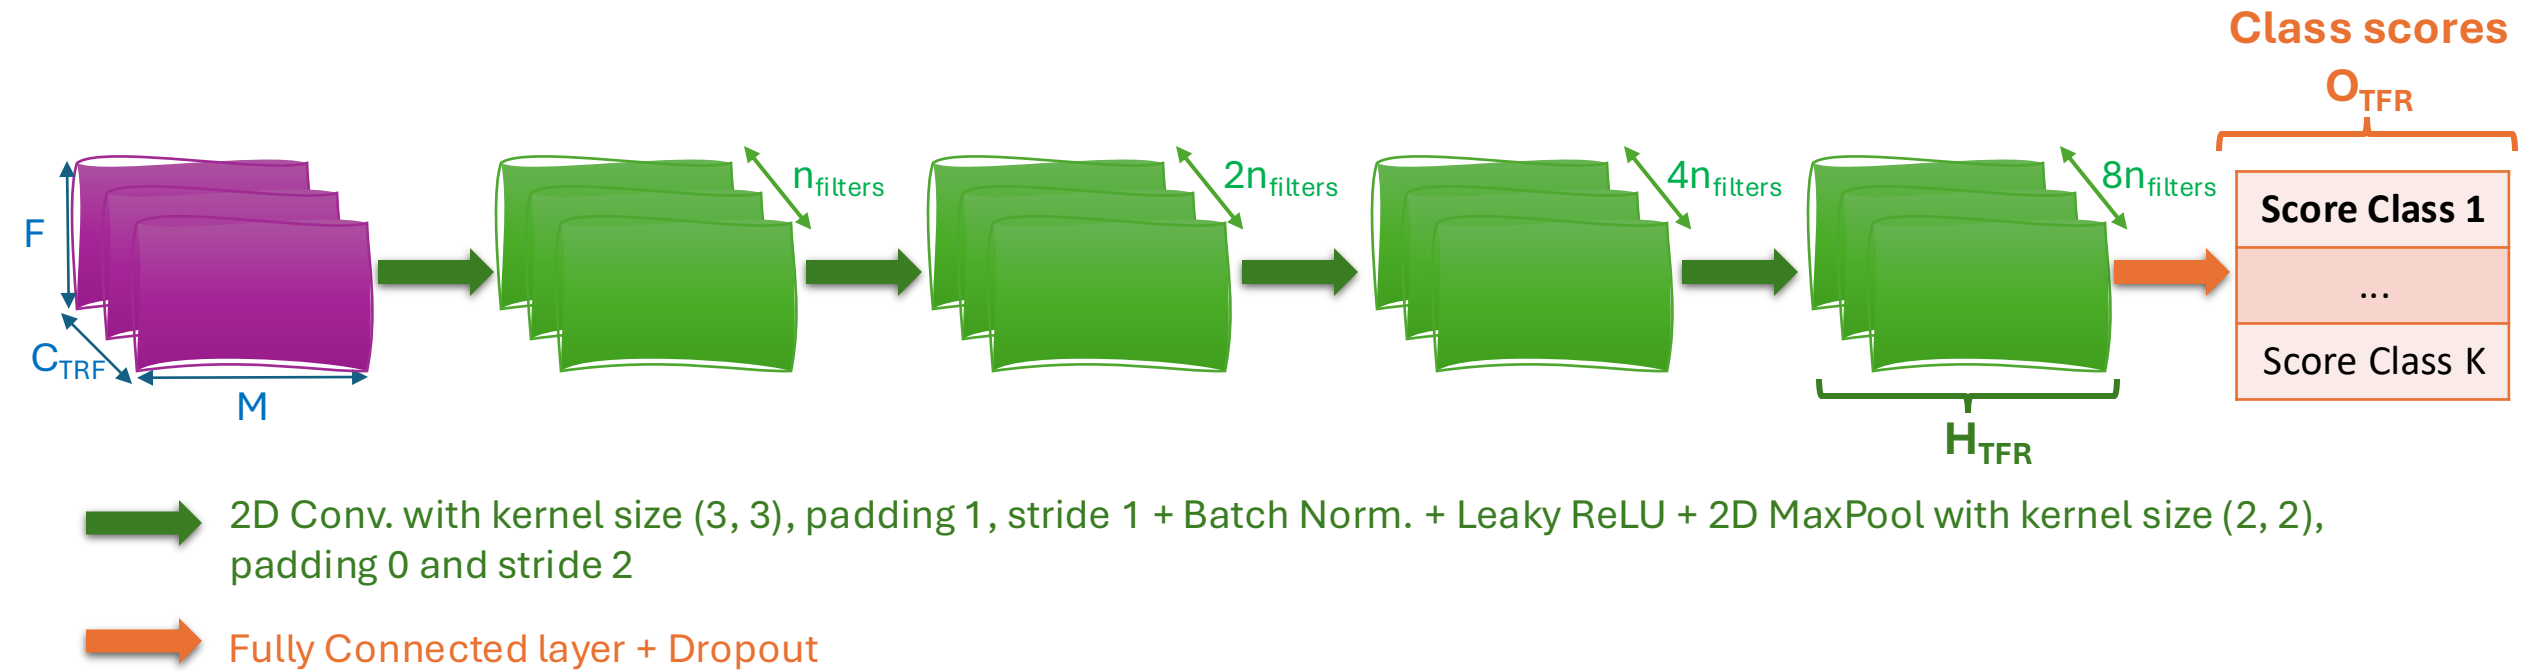 Class scores
O_TFR
F
C_TRF
M
n_filters
2n_filters
4n_filters
8n_filters
H_TFR
Score Class 1
...
Score Class K
2D Conv. with kernel size (3, 3), padding 1, stride 1 + Batch Norm. + Leaky ReLU + 2D MaxPool with kernel size (2, 2),
padding 0 and stride 2
Fully Connected layer + Dropout